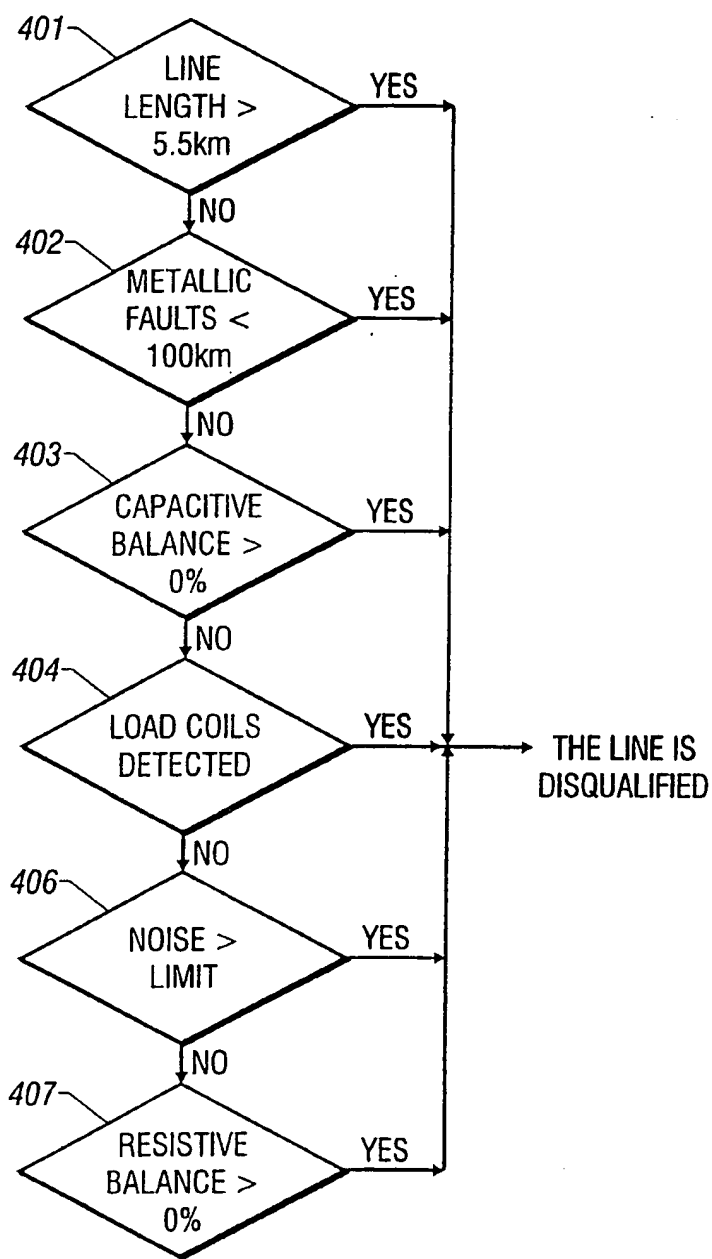 401
LINE
LENGTH >
5.5km
YES
NO
402
METALLIC
FAULTS <
100km
YES
NO
403
CAPACITIVE
BALANCE >
0%
YES
NO
404
LOAD COILS
DETECTED
YES
THE LINE IS
DISQUALIFIED
NO
406
NOISE >
LIMIT
YES
NO
407
RESISTIVE
BALANCE >
0%
YES